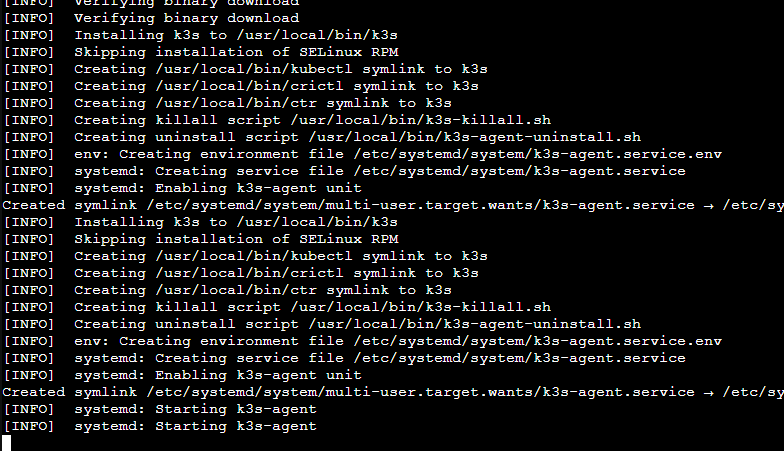 [INFO]  Verifying binary download
[INFO]  Verifying binary download
[INFO]  Installing k3s to /usr/local/bin/k3s
[INFO]  Skipping installation of SELinux RPM
[INFO]  Creating /usr/local/bin/kubectl symlink to k3s
[INFO]  Creating /usr/local/bin/crictl symlink to k3s
[INFO]  Creating /usr/local/bin/ctr symlink to k3s
[INFO]  Creating killall script /usr/local/bin/k3s-killall.sh
[INFO]  Creating uninstall script /usr/local/bin/k3s-agent-uninstall.sh
[INFO]  env: Creating environment file /etc/systemd/system/k3s-agent.service.env
[INFO]  systemd: Creating service file /etc/systemd/system/k3s-agent.service
[INFO]  systemd: Enabling k3s-agent unit
Created symlink /etc/systemd/system/multi-user.target.wants/k3s-agent.service → /etc/sy
[INFO]  Installing k3s to /usr/local/bin/k3s
[INFO]  Skipping installation of SELinux RPM
[INFO]  Creating /usr/local/bin/kubectl symlink to k3s
[INFO]  Creating /usr/local/bin/crictl symlink to k3s
[INFO]  Creating /usr/local/bin/ctr symlink to k3s
[INFO]  Creating killall script /usr/local/bin/k3s-killall.sh
[INFO]  Creating uninstall script /usr/local/bin/k3s-agent-uninstall.sh
[INFO]  env: Creating environment file /etc/systemd/system/k3s-agent.service.env
[INFO]  systemd: Creating service file /etc/systemd/system/k3s-agent.service
[INFO]  systemd: Enabling k3s-agent unit
Created symlink /etc/systemd/system/multi-user.target.wants/k3s-agent.service → /etc/sy
[INFO]  systemd: Starting k3s-agent
[INFO]  systemd: Starting k3s-agent